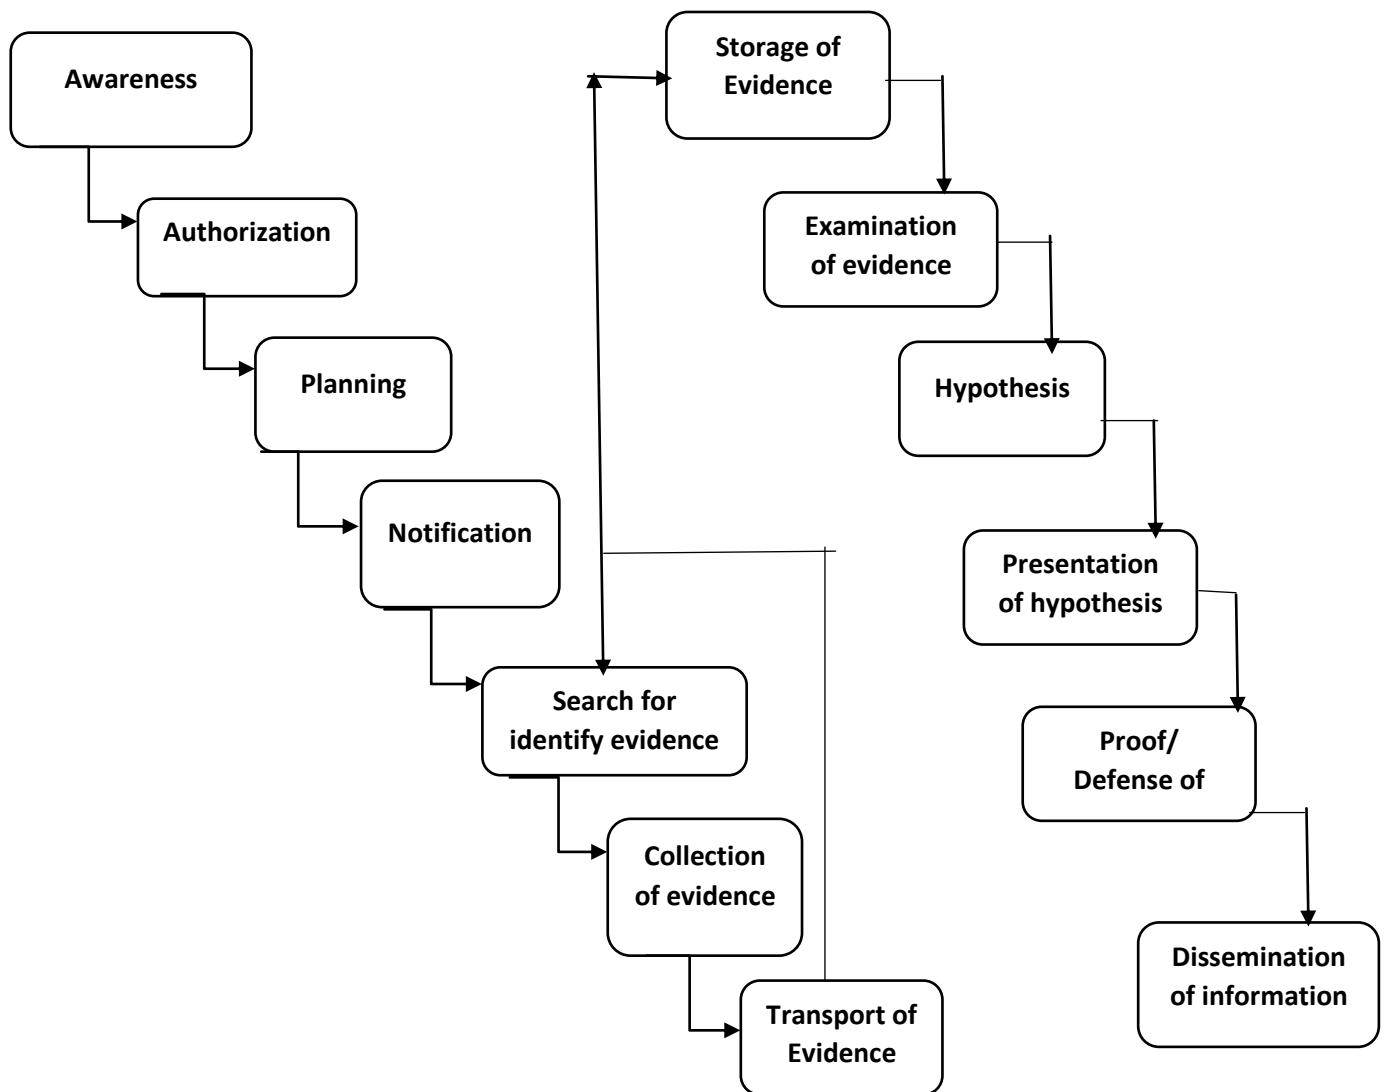 Awareness
Authorization
Planning
Notification
Search for
identify evidence
Collection
of evidence
Transport of
Evidence
Storage of
Evidence
Examination
of evidence
Hypothesis
Presentation
of hypothesis
Proof/
Defense of
Dissemination
of information